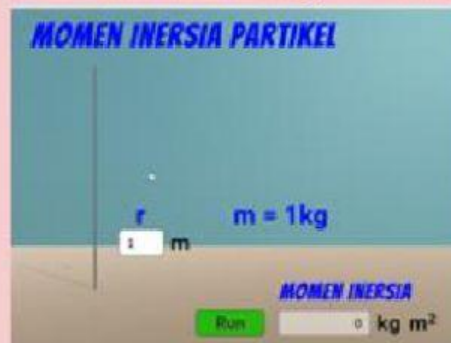 MOMEN INERSIA PARTIKEL
r
m = 1kg
1 m
MOMEN INERSIA
Run 0 kg m²